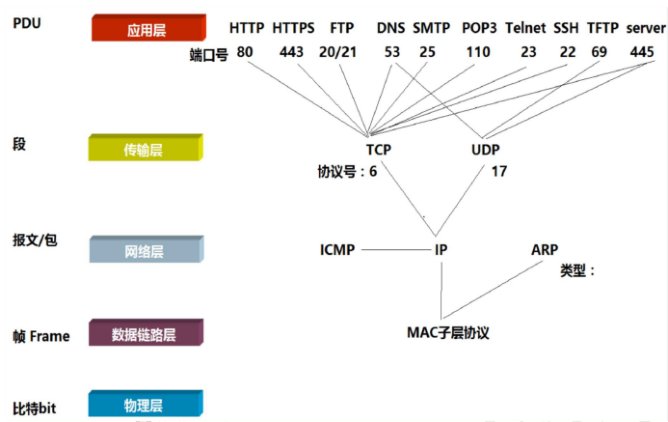 PDU 应用层 HTTP HTTPS FTP DNS SMTP POP3 Telnet SSH TFTP server
端口号 80 443 20/21 53 25 110 23 22 69 445
段 传输层 TCP UDP
协议号：6 17
报文/包 网络层 ICMP IP ARP
类型：
帧 Frame 数据链路层 MAC子层协议
比特bit 物理层